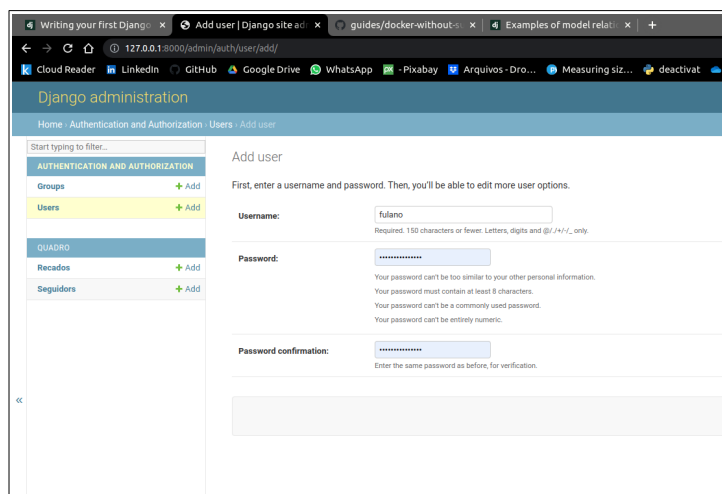 Writing your first Django
Add user | Django site adr
guides/docker-without-su
Examples of model relati
127.0.0.1:8000/admin/auth/user/add/
Cloud Reader
LinkedIn
GitHub
Google Drive
WhatsApp
- Pixabay
Arquivos - Dro...
Measuring siz...
deactivat
Django administration
Home › Authentication and Authorization › Users › Add user
Start typing to filter...
AUTHENTICATION AND AUTHORIZATION
Groups + Add
Users + Add
QUADRO
Recados + Add
Seguidors + Add
«
Add user
First, enter a username and password. Then, you'll be able to edit more user options.
Username: fulano
Required. 150 characters or fewer. Letters, digits and @/./+/-/_ only.
Password: •••••••••••••••
Your password can't be too similar to your other personal information.
Your password must contain at least 8 characters.
Your password can't be a commonly used password.
Your password can't be entirely numeric.
Password confirmation: •••••••••••••••
Enter the same password as before, for verification.